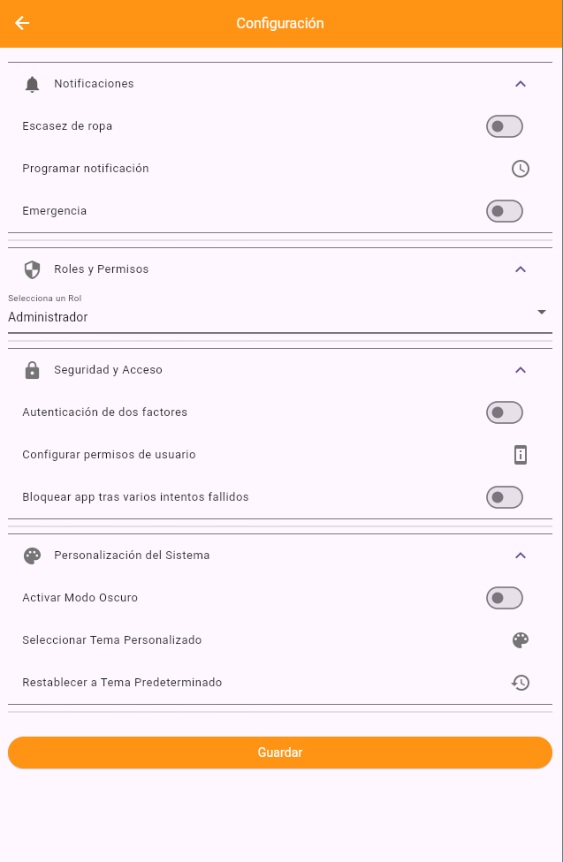 Configuración
Notificaciones
Escasez de ropa
Programar notificación
Emergencia
Roles y Permisos
Selecciona un Rol
Administrador
Seguridad y Acceso
Autenticación de dos factores
Configurar permisos de usuario
Bloquear app tras varios intentos fallidos
Personalización del Sistema
Activar Modo Oscuro
Seleccionar Tema Personalizado
Restablecer a Tema Predeterminado
Guardar